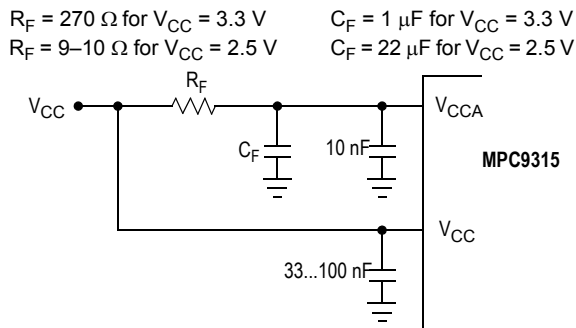 R_F = 270 Ω for V_CC = 3.3 V
C_F = 1 μF for V_CC = 3.3 V
R_F = 9–10 Ω for V_CC = 2.5 V
C_F = 22 μF for V_CC = 2.5 V
R_F
V_CC
V_CCA
C_F
10 nF
MPC9315
V_CC
33...100 nF